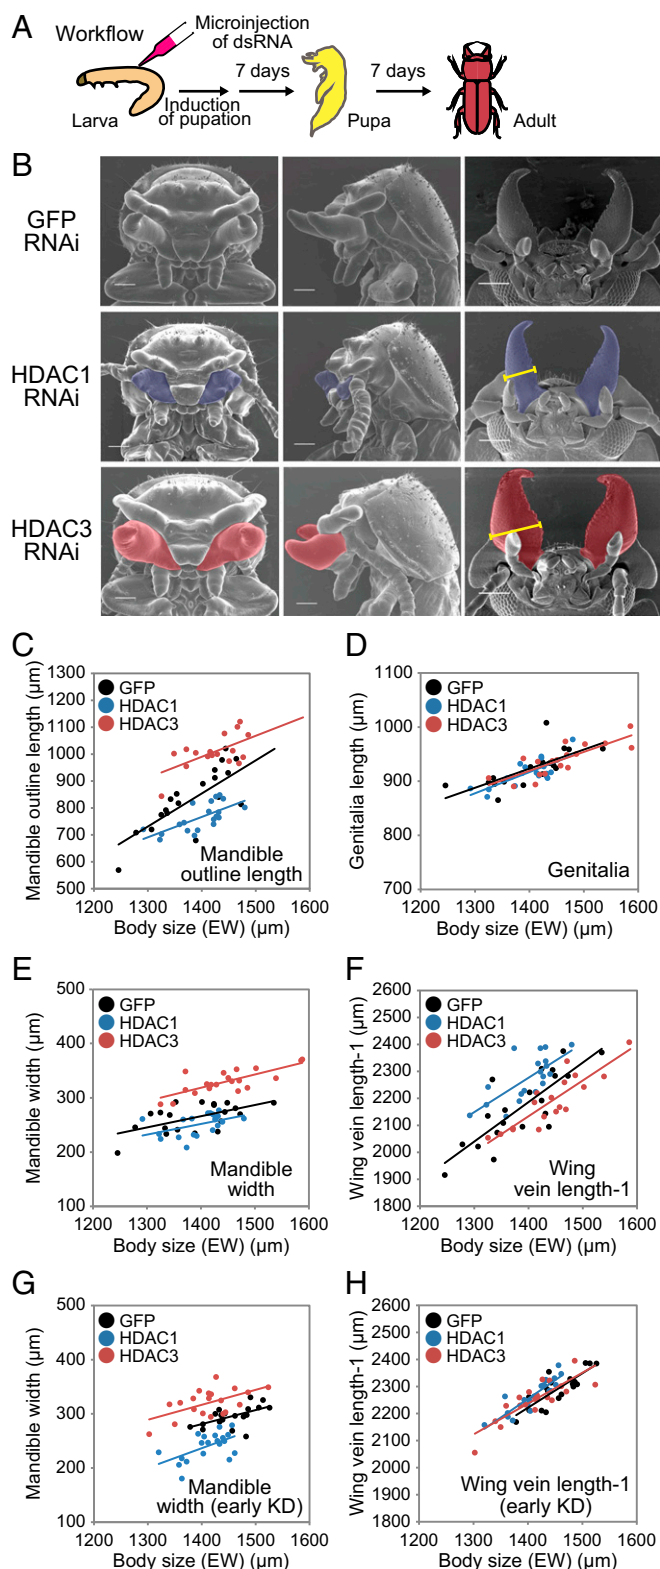 A
Workflow
Microinjection
of dsRNA
7 days
7 days
Larva
Induction
of pupation
Pupa
Adult
B
GFP
RNAi
HDAC1
RNAi
HDAC3
RNAi
C
Mandible outline length (μm)
1300
1200
1100
1000
900
800
700
600
500
GFP
HDAC1
HDAC3
Mandible
outline length
1200 1300 1400 1500 1600
Body size (EW) (μm)
D
Genitalia length (μm)
1100
1000
900
800
700
GFP
HDAC1
HDAC3
Genitalia
1200 1300 1400 1500 1600
Body size (EW) (μm)
E
Mandible width (μm)
500
400
300
200
100
GFP
HDAC1
HDAC3
Mandible
width
1200 1300 1400 1500 1600
Body size (EW) (μm)
F
Wing vein length-1 (μm)
2600
2500
2400
2300
2200
2100
2000
1900
1800
GFP
HDAC1
HDAC3
Wing
vein length-1
1200 1300 1400 1500 1600
Body size (EW) (μm)
G
Mandible width (μm)
500
400
300
200
100
GFP
HDAC1
HDAC3
Mandible
width (early KD)
1200 1300 1400 1500 1600
Body size (EW) (μm)
H
Wing vein length-1 (μm)
2600
2500
2400
2300
2200
2100
2000
1900
1800
GFP
HDAC1
HDAC3
Wing vein length-1
(early KD)
1200 1300 1400 1500 1600
Body size (EW) (μm)